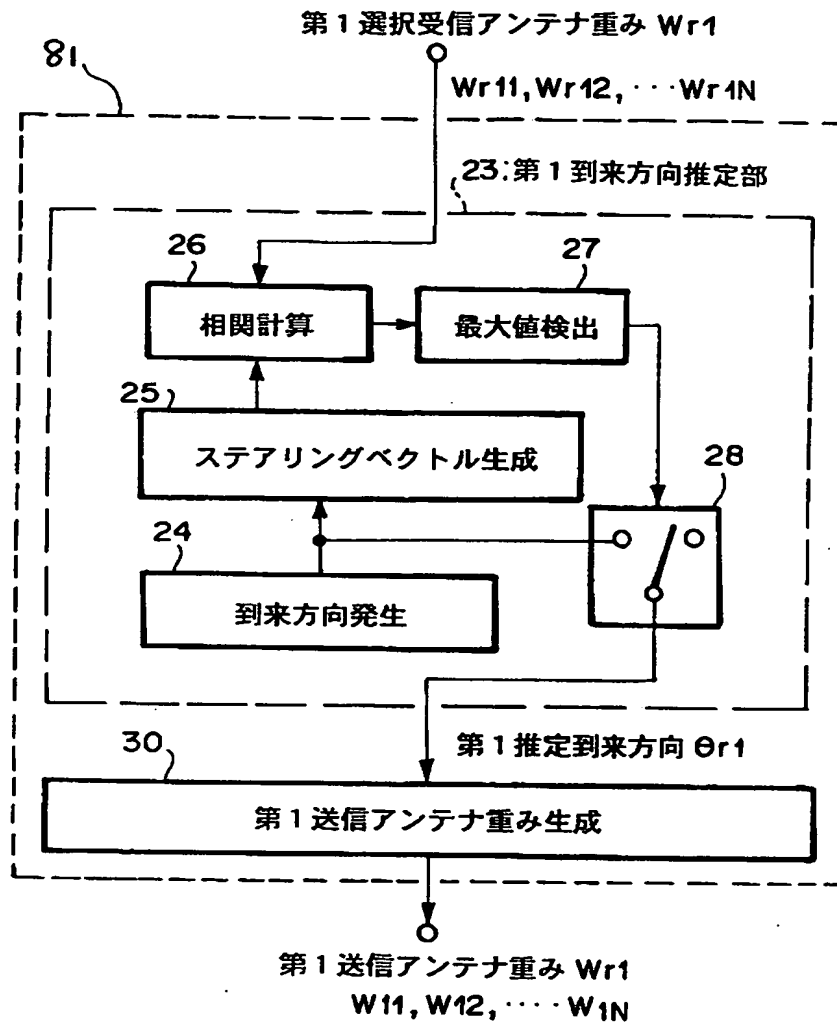 第1選択受信アンテナ重み Wr1
81
Wr11, Wr12, ···Wr1N
23:第1到来方向推定部
26
27
相関計算
最大値検出
25
ステアリングベクトル生成
28
24
到来方向発生
第1推定到来方向 θr1
30
第1送信アンテナ重み生成
第1送信アンテナ重み Wr1
W11, W12, ···· W1N